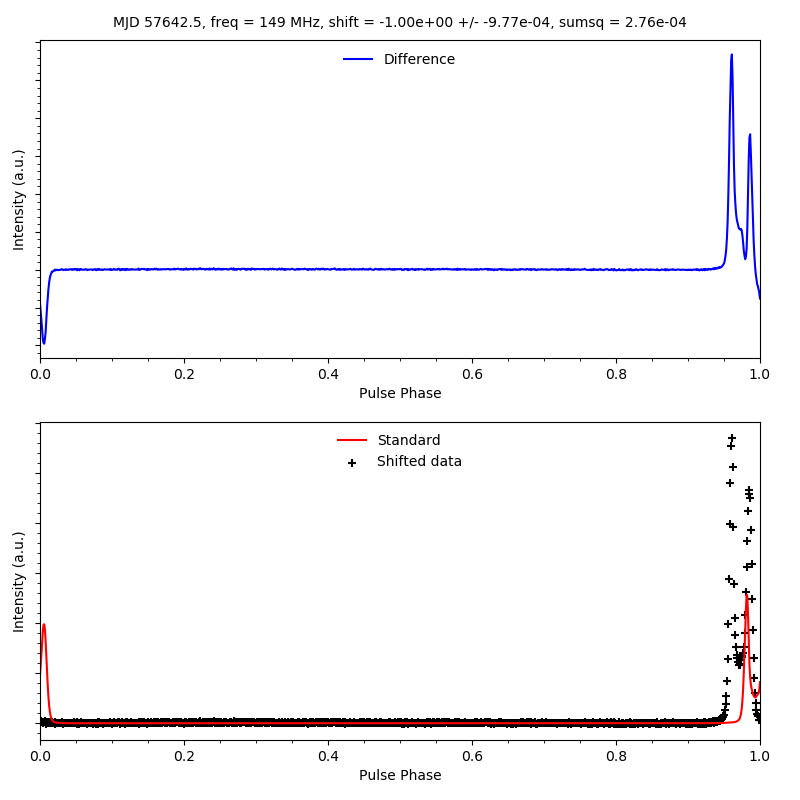 MJD 57642.5, freq = 149 MHz, shift = -1.00e+00 +/- -9.77e-04, sumsq = 2.76e-04
Difference
Intensity (a.u.)
0.0 0.2 0.4 0.6 0.8 1.0
Pulse Phase
Standard
Shifted data
Intensity (a.u.)
0.0 0.2 0.4 0.6 0.8 1.0
Pulse Phase